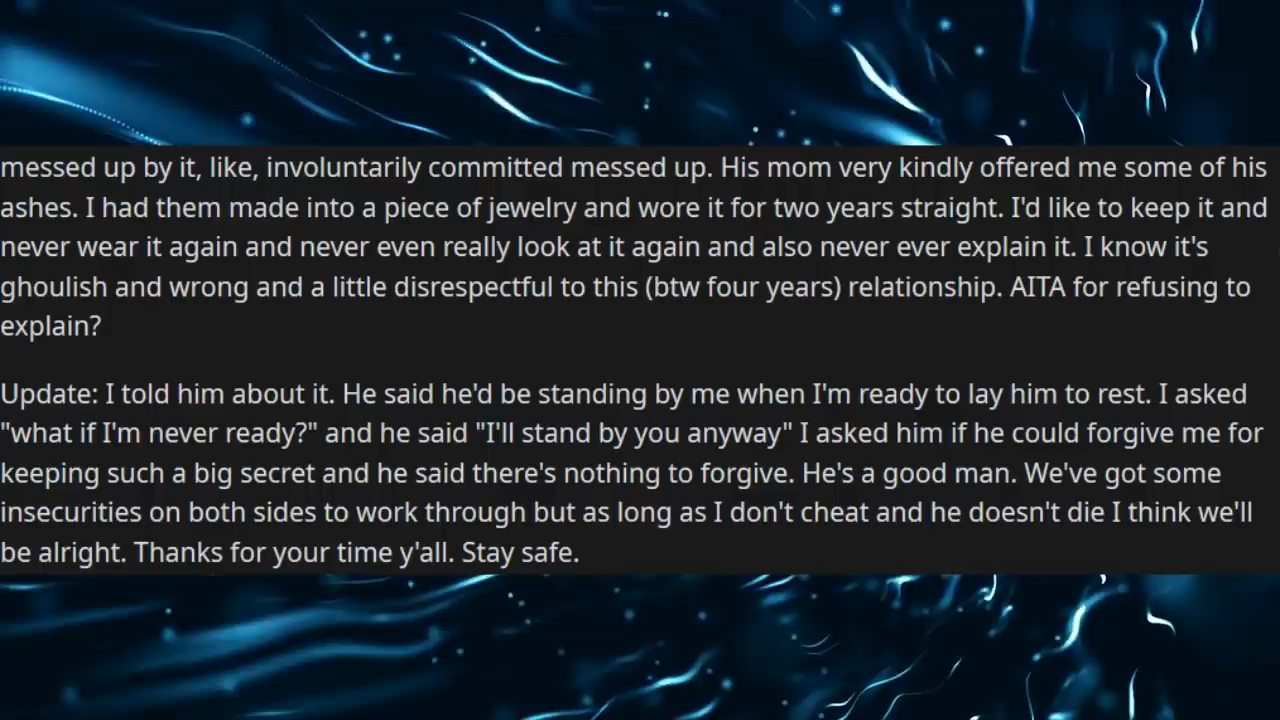 messed up by it, like, involuntarily committed messed up. His mom very kindly offered me some of his
ashes. I had them made into a piece of jewelry and wore it for two years straight. I'd like to keep it and
never wear it again and never even really look at it again and also never ever explain it. I know it's
ghoulish and wrong and a little disrespectful to this (btw four years) relationship. AITA for refusing to
explain?
Update: I told him about it. He said he'd be standing by me when I'm ready to lay him to rest. I asked
"what if I'm never ready?" and he said "I'll stand by you anyway" I asked him if he could forgive me for
keeping such a big secret and he said there's nothing to forgive. He's a good man. We've got some
insecurities on both sides to work through but as long as I don't cheat and he doesn't die I think we'll
be alright. Thanks for your time y'all. Stay safe.